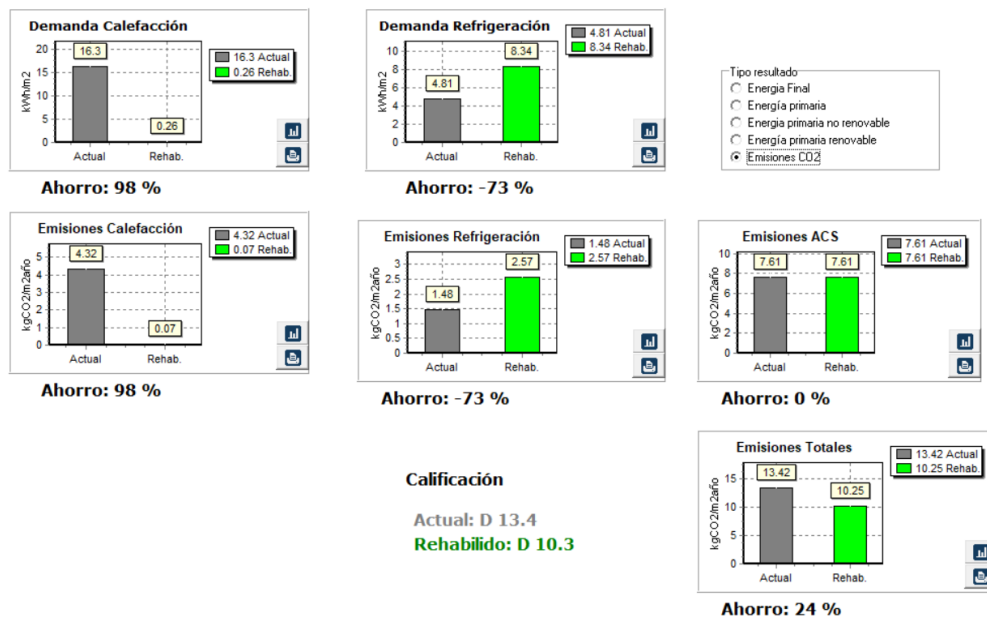 Demanda Calefacción
20
15
10
5
0
kWh/m2
16.3
0.26
Actual
Rehab.
16.3 Actual
0.26 Rehab.
Ahorro: 98 %
Demanda Refrigeración
10
8
6
4
2
0
kWh/m2
4.81
8.34
Actual
Rehab.
4.81 Actual
8.34 Rehab.
Ahorro: -73 %
Tipo resultado
Energia Final
Energía primaria
Energia primaria no renovable
Energía primaria renovable
Emisiones CO2
Emisiones Calefacción
5
4
3
2
1
0
kgCO2/m2año
4.32
0.07
Actual
Rehab.
4.32 Actual
0.07 Rehab.
Ahorro: 98 %
Emisiones Refrigeración
3
2.5
2
1.5
1
0.5
0
kgCO2/m2año
1.48
2.57
Actual
Rehab.
1.48 Actual
2.57 Rehab.
Ahorro: -73 %
Emisiones ACS
10
8
6
4
2
0
kgCO2/m2año
7.61
7.61
Actual
Rehab.
7.61 Actual
7.61 Rehab.
Ahorro: 0 %
Calificación
Actual: D 13.4
Rehabilido: D 10.3
Emisiones Totales
15
10
5
0
kgCO2/m2año
13.42
10.25
Actual
Rehab.
13.42 Actual
10.25 Rehab.
Ahorro: 24 %